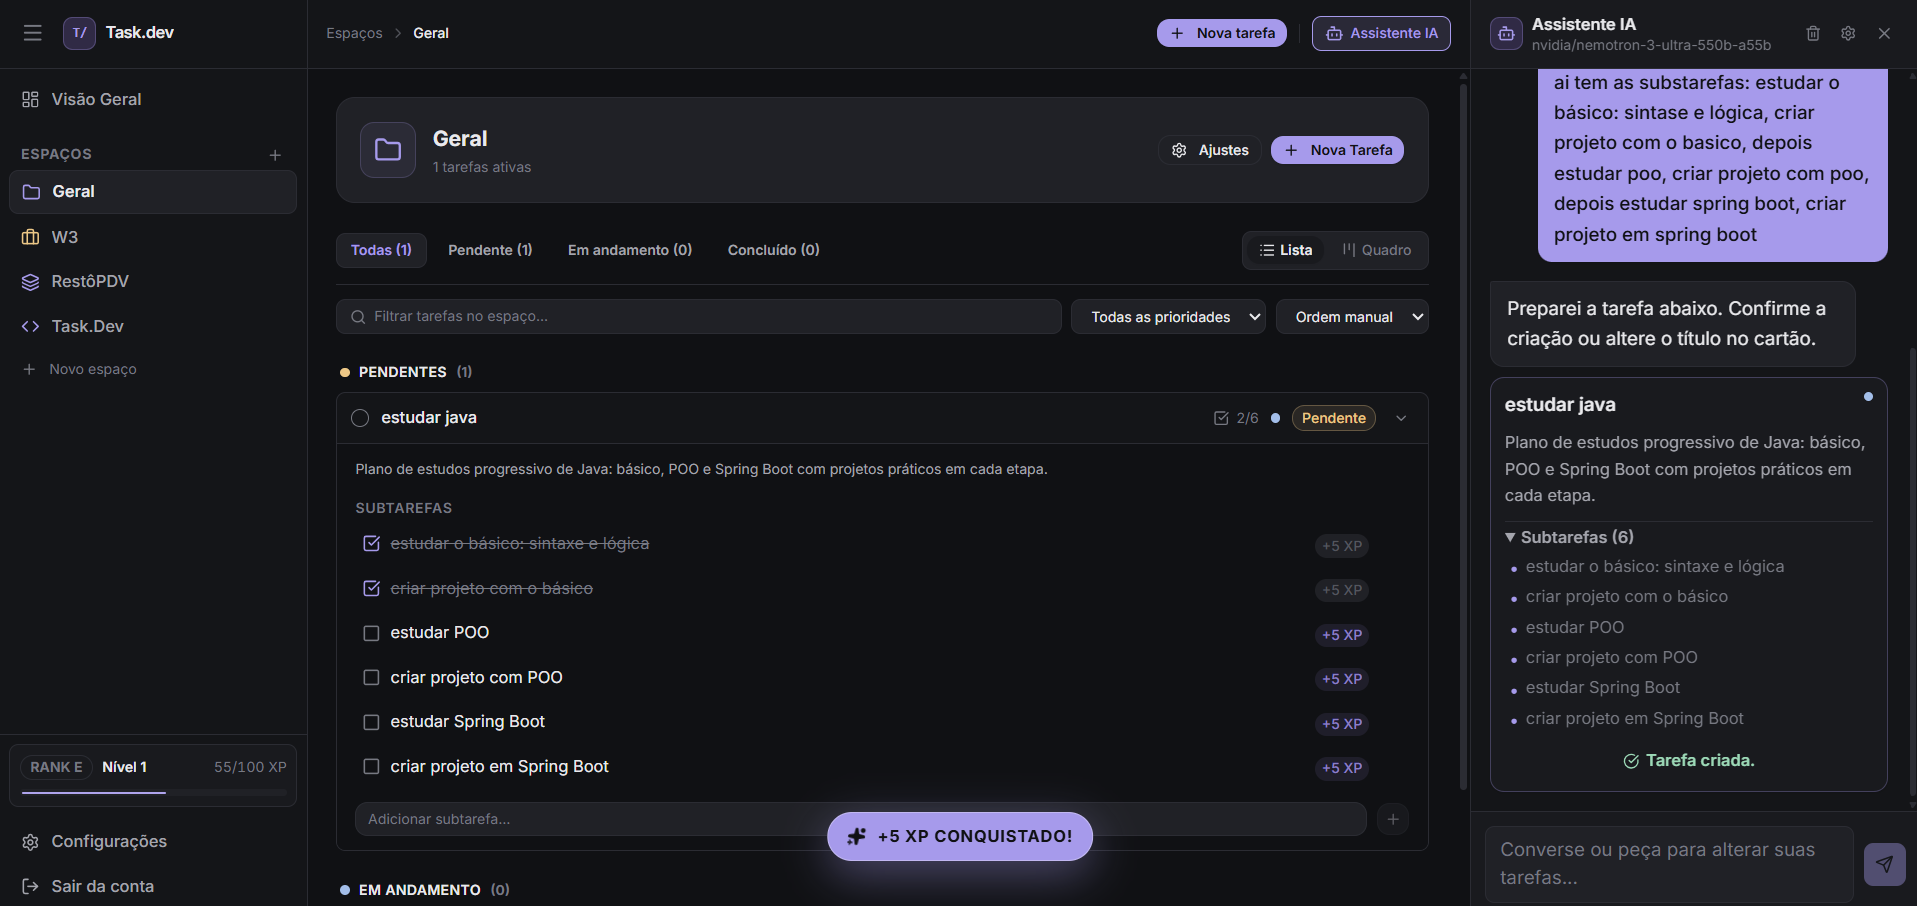 T/ Task.dev
Visão Geral
ESPAÇOS
Geral
W3
RestôPDV
Task.Dev
Novo espaço
RANK E Nível 1 55/100 XP
Configurações
Sair da conta
Espaços > Geral
+ Nova tarefa
Assistente IA
Geral
1 tarefas ativas
Ajustes
+ Nova Tarefa
Todas (1) Pendente (1) Em andamento (0) Concluído (0)
Lista Quadro
Filtrar tarefas no espaço...
Todas as prioridades
Ordem manual
PENDENTES (1)
estudar java
2/6
Pendente
Plano de estudos progressivo de Java: básico, POO e Spring Boot com projetos práticos em cada etapa.
SUBTAREFAS
estudar o básico: sintaxe e lógica +5 XP
criar projeto com o básico +5 XP
estudar POO +5 XP
criar projeto com POO +5 XP
estudar Spring Boot +5 XP
criar projeto em Spring Boot +5 XP
Adicionar subtarefa...
+5 XP CONQUISTADO!
EM ANDAMENTO (0)
Assistente IA
nvidia/nemotron-3-ultra-550b-a55b
ai tem as substarefas: estudar o
básico: sintase e lógica, criar
projeto com o basico, depois
estudar poo, criar projeto com poo,
depois estudar spring boot, criar
projeto em spring boot
Preparei a tarefa abaixo. Confirme a
criação ou altere o título no cartão.
estudar java
Plano de estudos progressivo de Java: básico,
POO e Spring Boot com projetos práticos em
cada etapa.
Subtarefas (6)
estudar o básico: sintaxe e lógica
criar projeto com o básico
estudar POO
criar projeto com POO
estudar Spring Boot
criar projeto em Spring Boot
Tarefa criada.
Converse ou peça para alterar suas
tarefas...